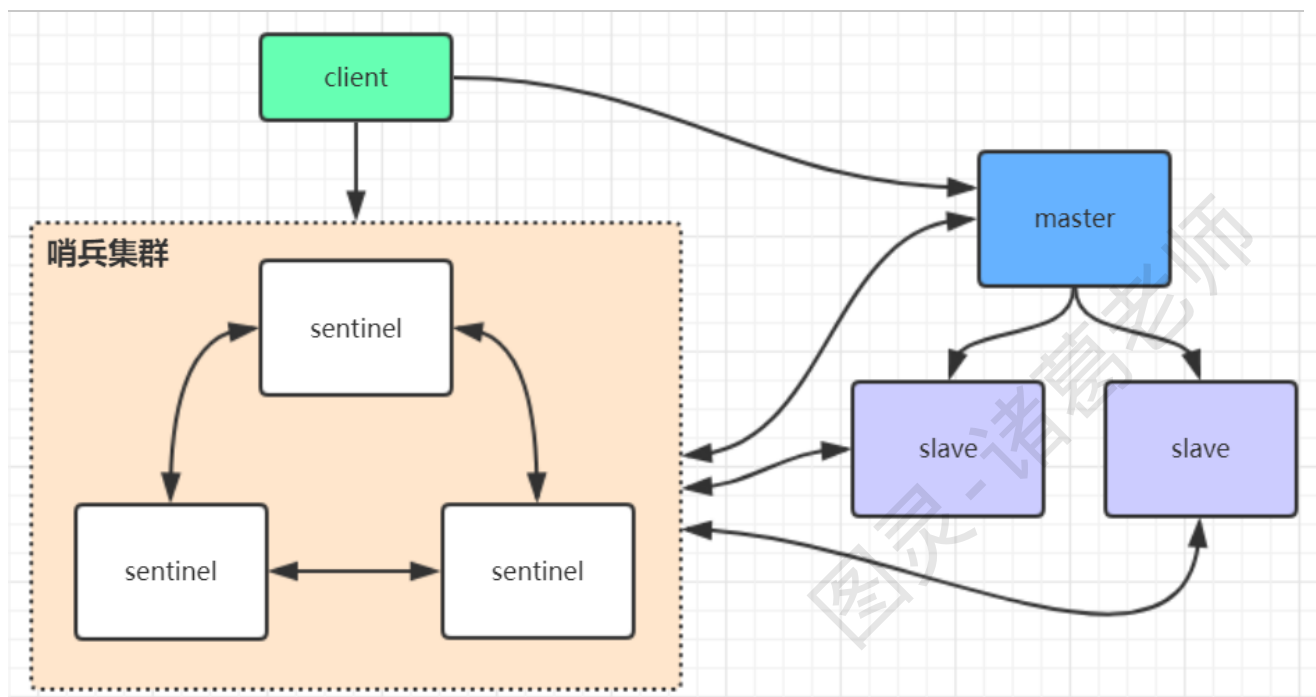 client
master
哨兵集群
sentinel
slave
slave
sentinel
sentinel
图灵-诸葛老师